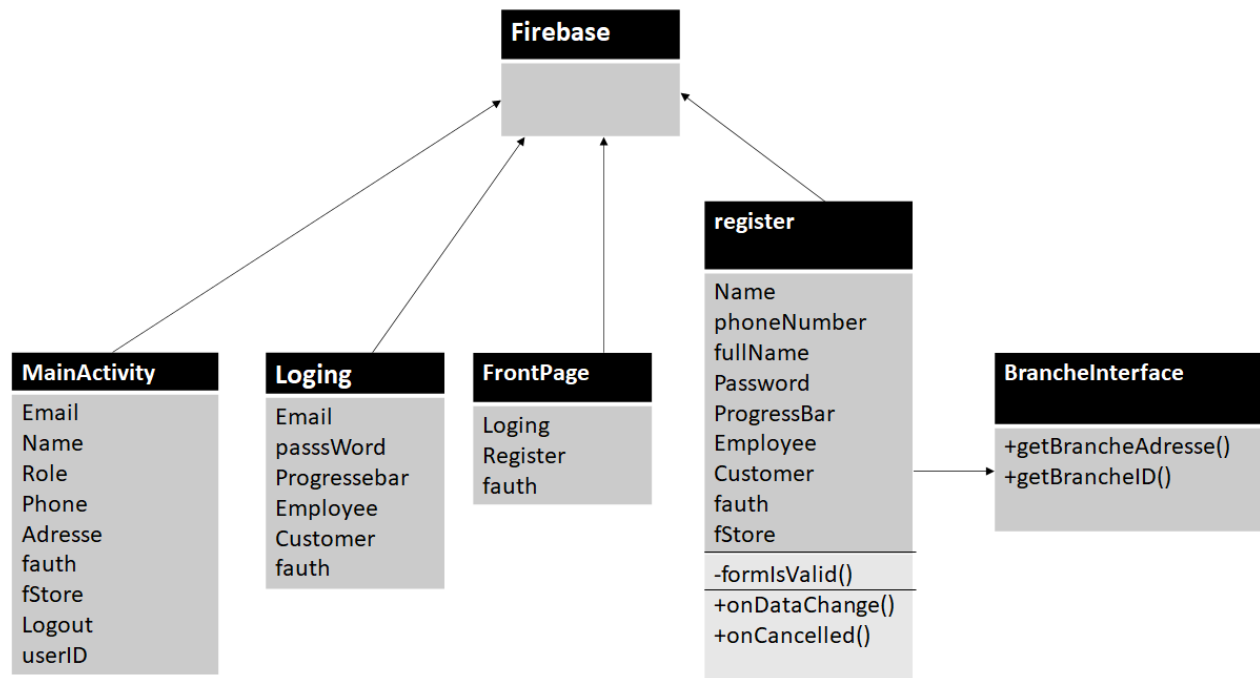 Firebase
MainActivity
Email
Name
Role
Phone
Adresse
fauth
fStore
Logout
userID
Loging
Email
passsWord
Progressebar
Employee
Customer
fauth
FrontPage
Loging
Register
fauth
register
Name
phoneNumber
fullName
Password
ProgressBar
Employee
Customer
fauth
fStore
-formIsValid()
+onDataChange()
+onCancelled()
BrancheInterface
+getBrancheAdresse()
+getBrancheID()